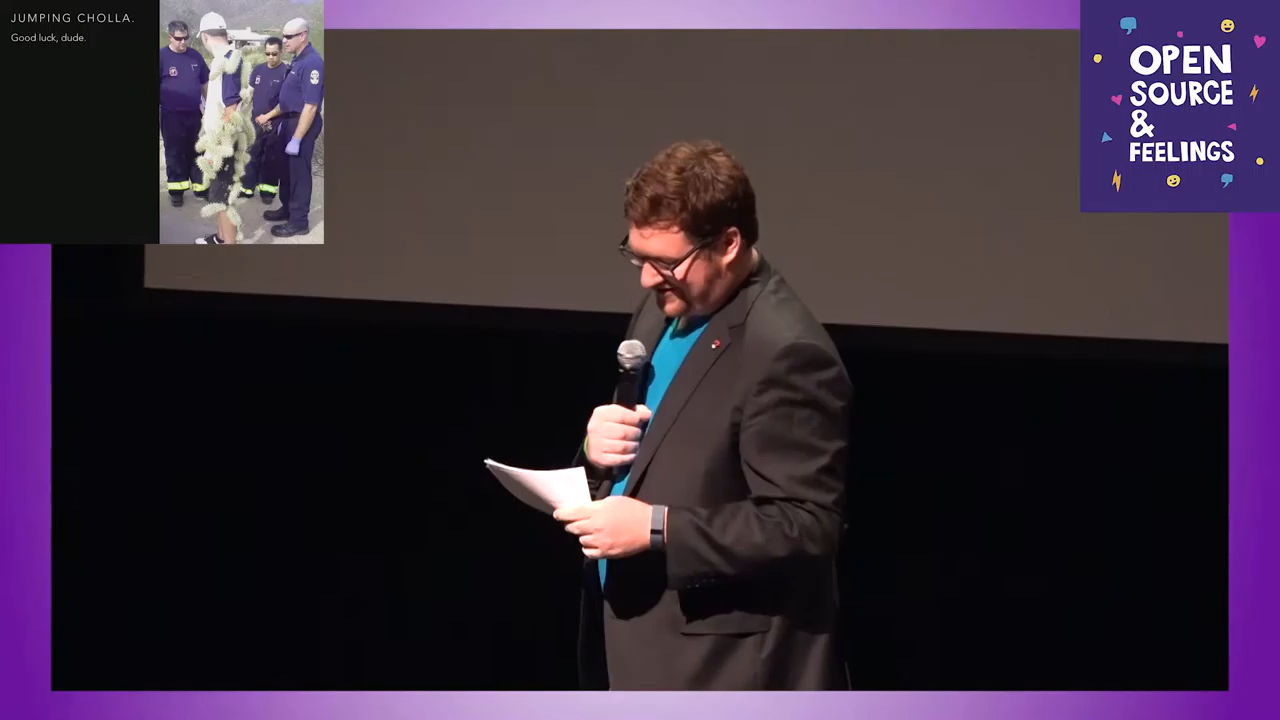 JUMPING CHOLLA.
Good luck, dude.
OPEN
SOURCE
&
FEELINGS